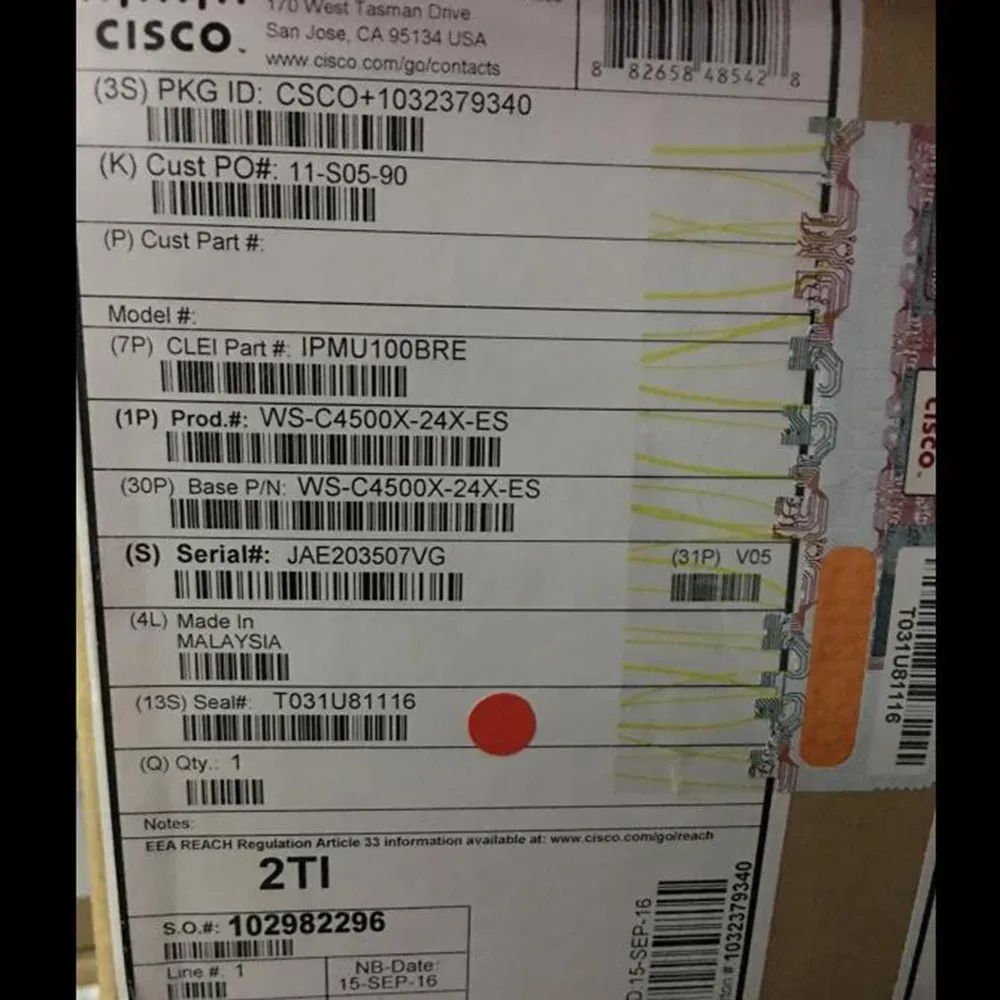 CISCO
170 West Tasman Drive
San Jose, CA 95134 USA
www.cisco.com/go/contacts
8 82658 48542 8
(3S) PKG ID: CSCO+1032379340
(K) Cust PO#: 11-S05-90
(P) Cust Part #:
Model #:
(7P) CLEI Part #: IPMU100BRE
(1P) Prod.#: WS-C4500X-24X-ES
(30P) Base P/N: WS-C4500X-24X-ES
(S) Serial#: JAE203507VG
(31P) V05
(4L) Made In
MALAYSIA
(13S) Seal#: T031U81116
(Q) Qty.: 1
Notes:
EEA REACH Regulation Article 33 information available at: www.cisco.com/go/reach
2TI
S.O.#: 102982296
Line #: 1
NB-Date:
15-SEP-16
D:15-SEP-16
# 1032379340
CISCO
T031U81116